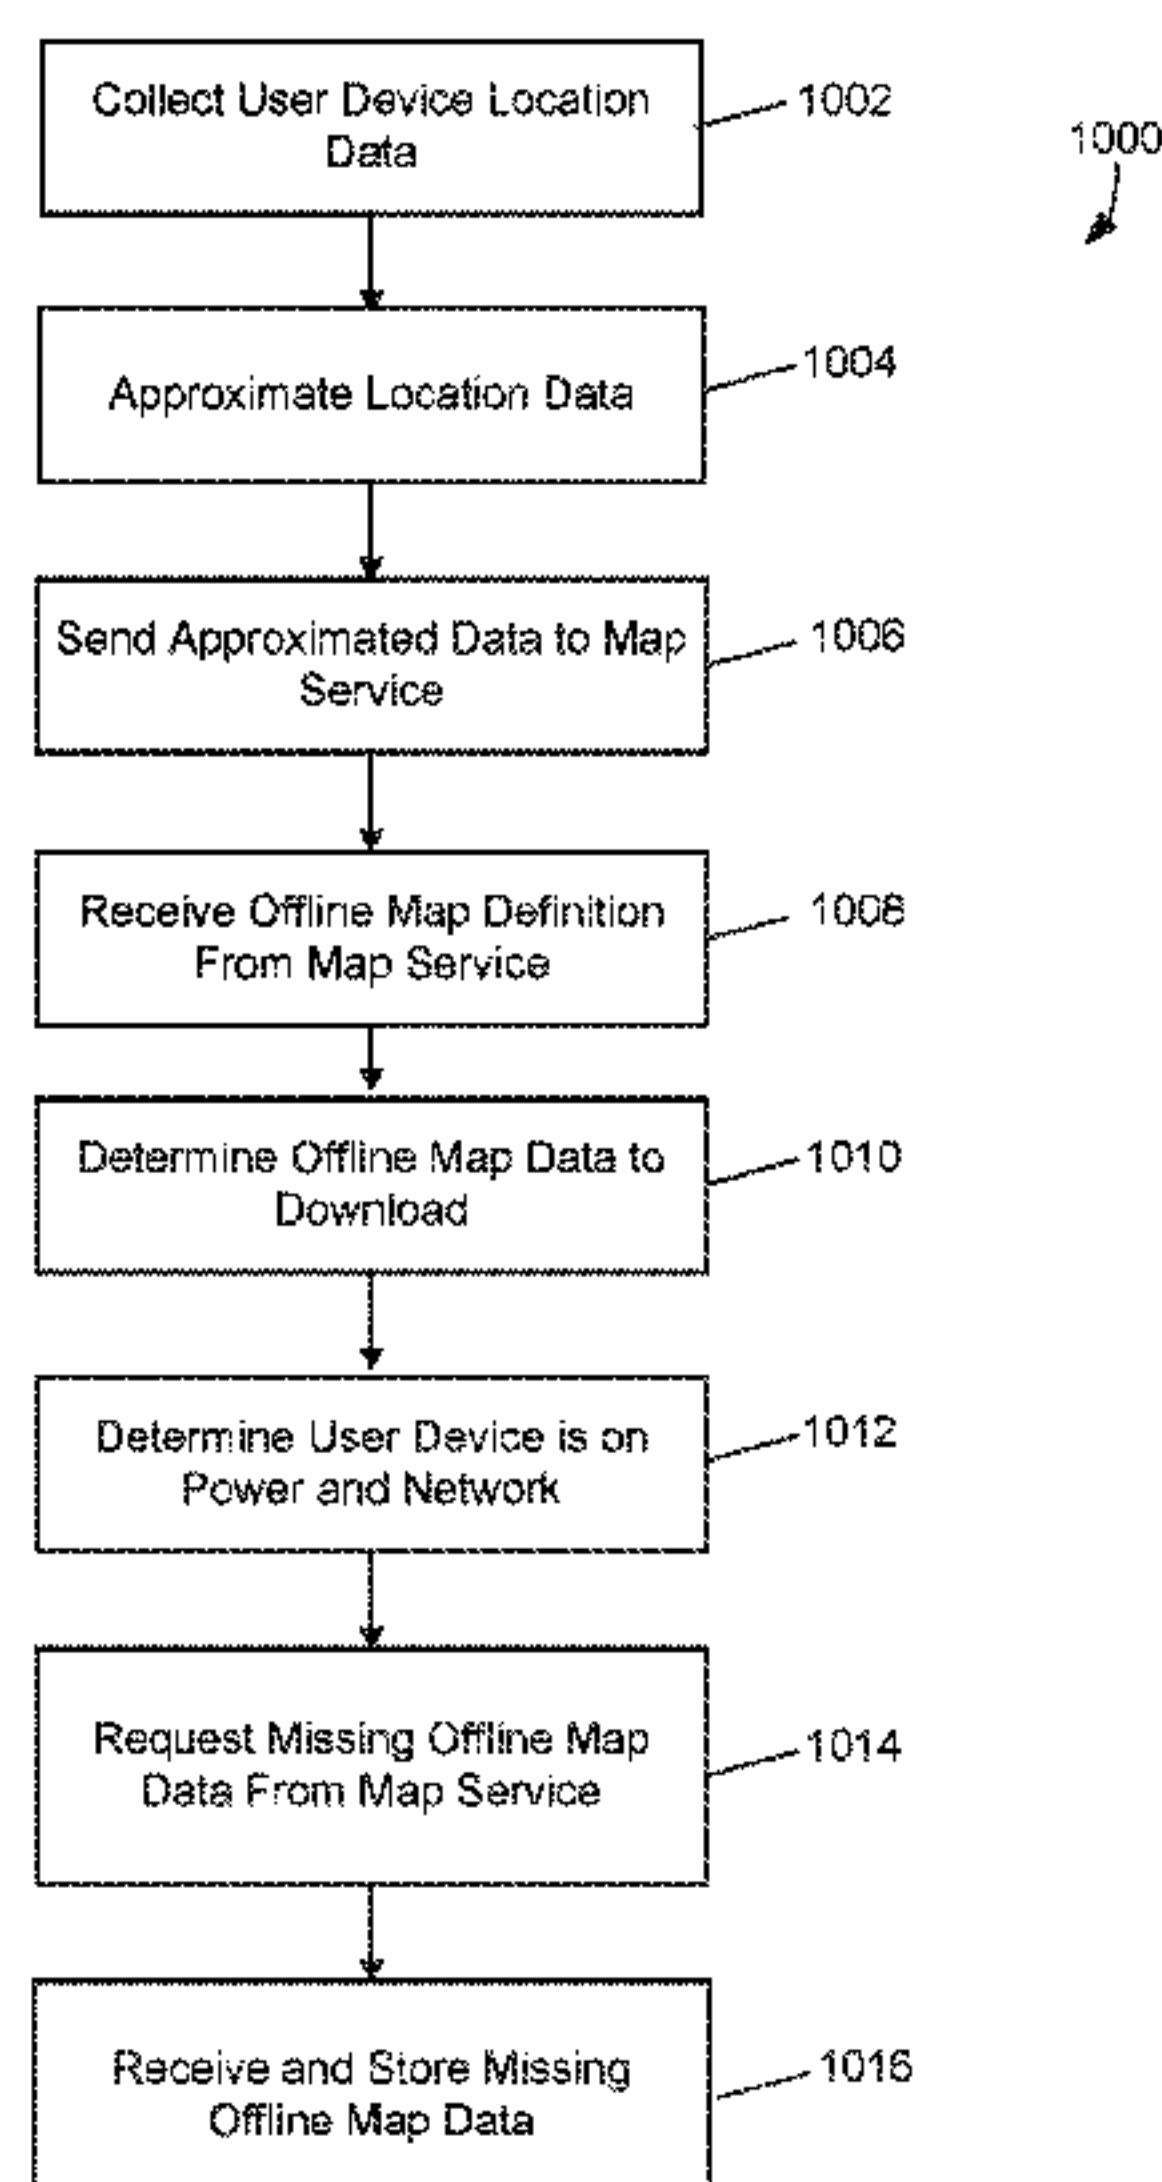 Collect User Device Location
Data
1002
1000
Approximate Location Data
1004
Send Approximated Data to Map
Service
1006
Receive Offline Map Definition
From Map Service
1008
Determine Offline Map Data to
Download
1010
Determine User Device is on
Power and Network
1012
Request Missing Offline Map
Data From Map Service
1014
Receive and Store Missing
Offline Map Data
1016